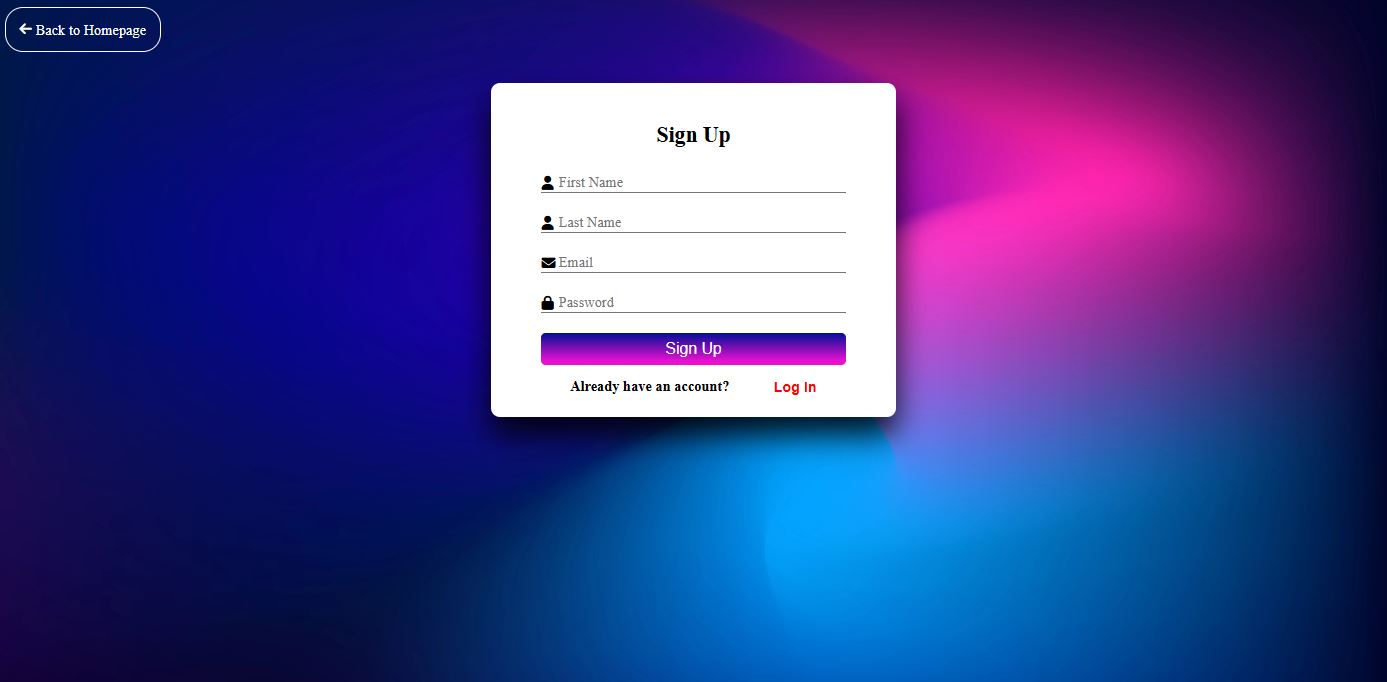 Back to Homepage
Sign Up
First Name
Last Name
Email
Password
Sign Up
Already have an account? Log In